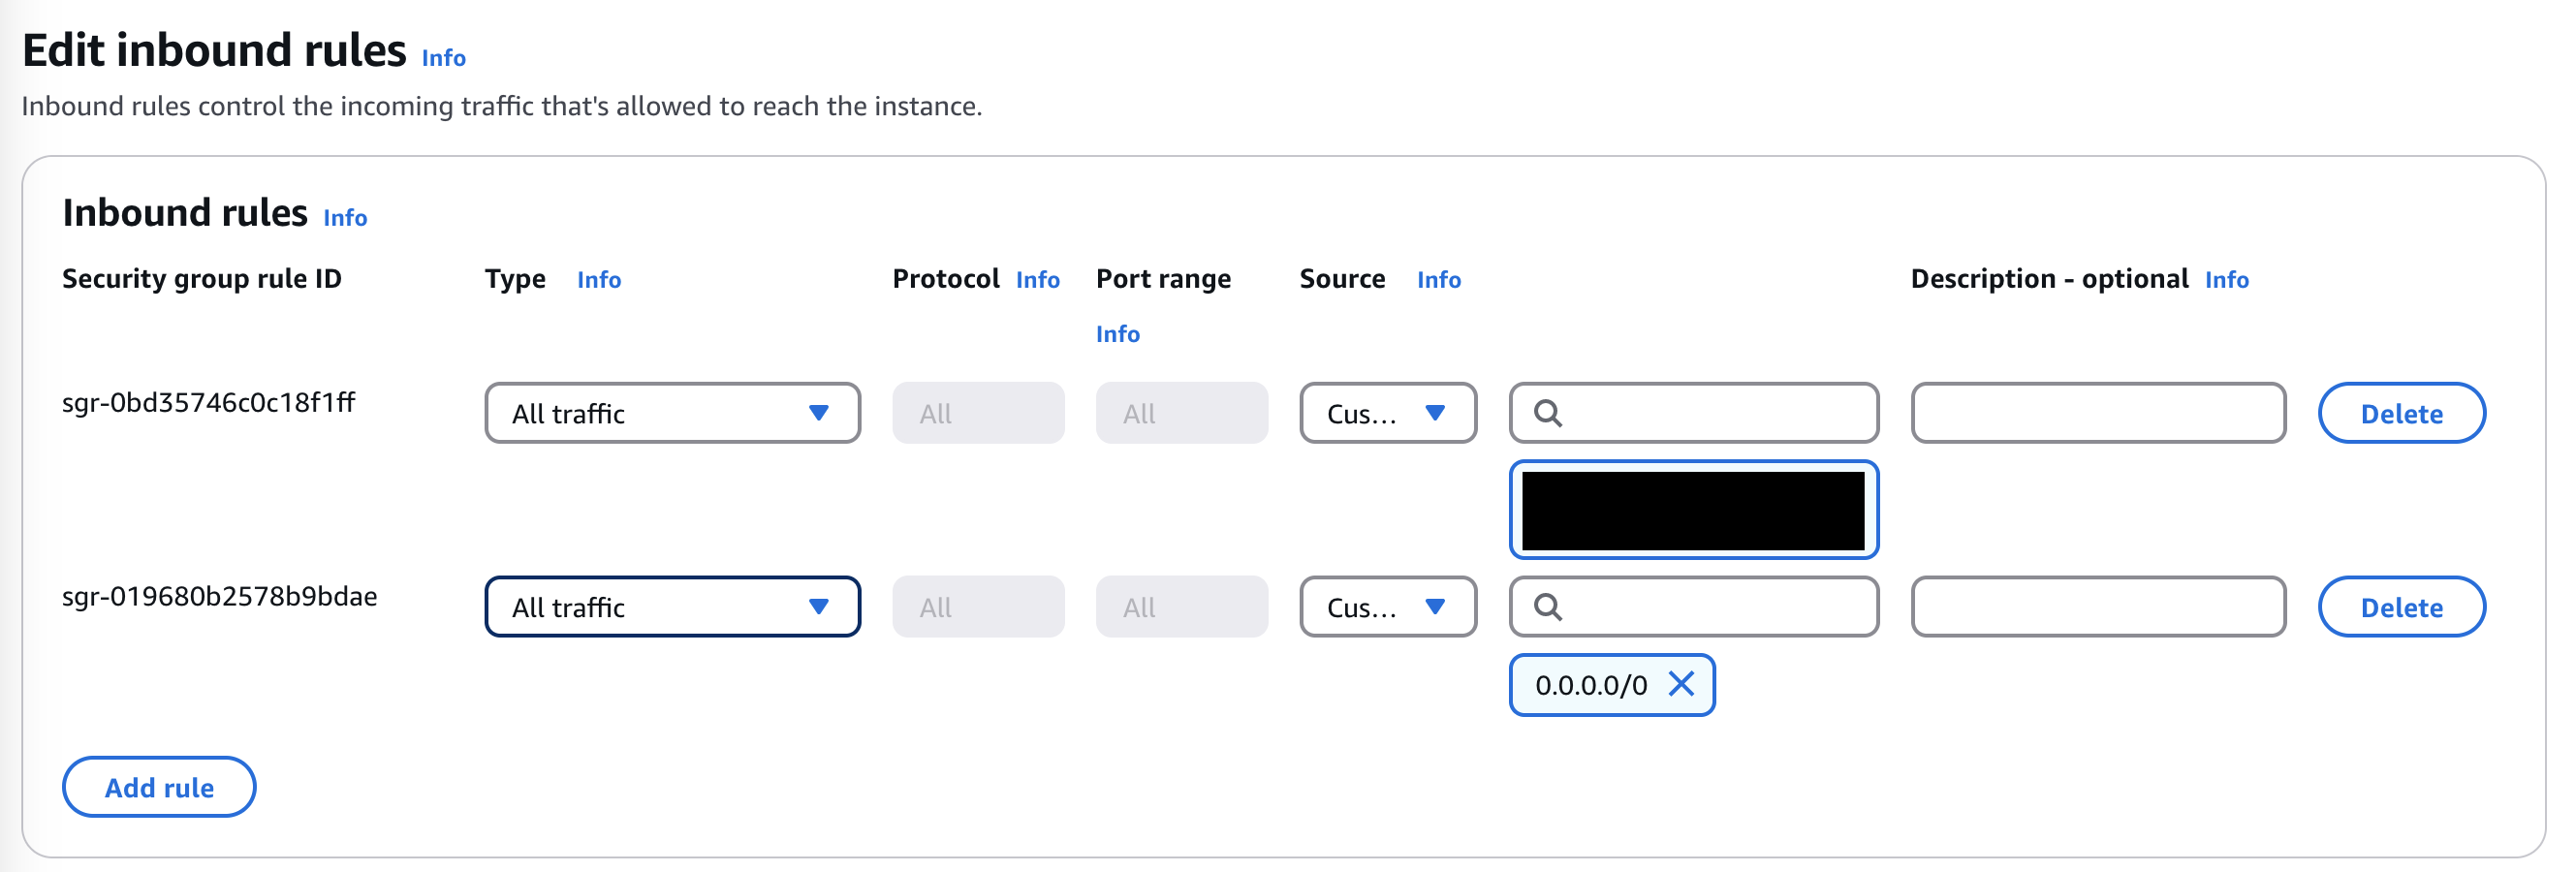 Edit inbound rules Info
Inbound rules control the incoming traffic that's allowed to reach the instance.
Inbound rules Info
Security group rule ID Type Info Protocol Info Port range Info Source Info Description - optional Info
sgr-0bd35746c0c18f1ff All traffic All All Cus... Delete
sgr-019680b2578b9bdae All traffic All All Cus... Delete
0.0.0.0/0
Add rule